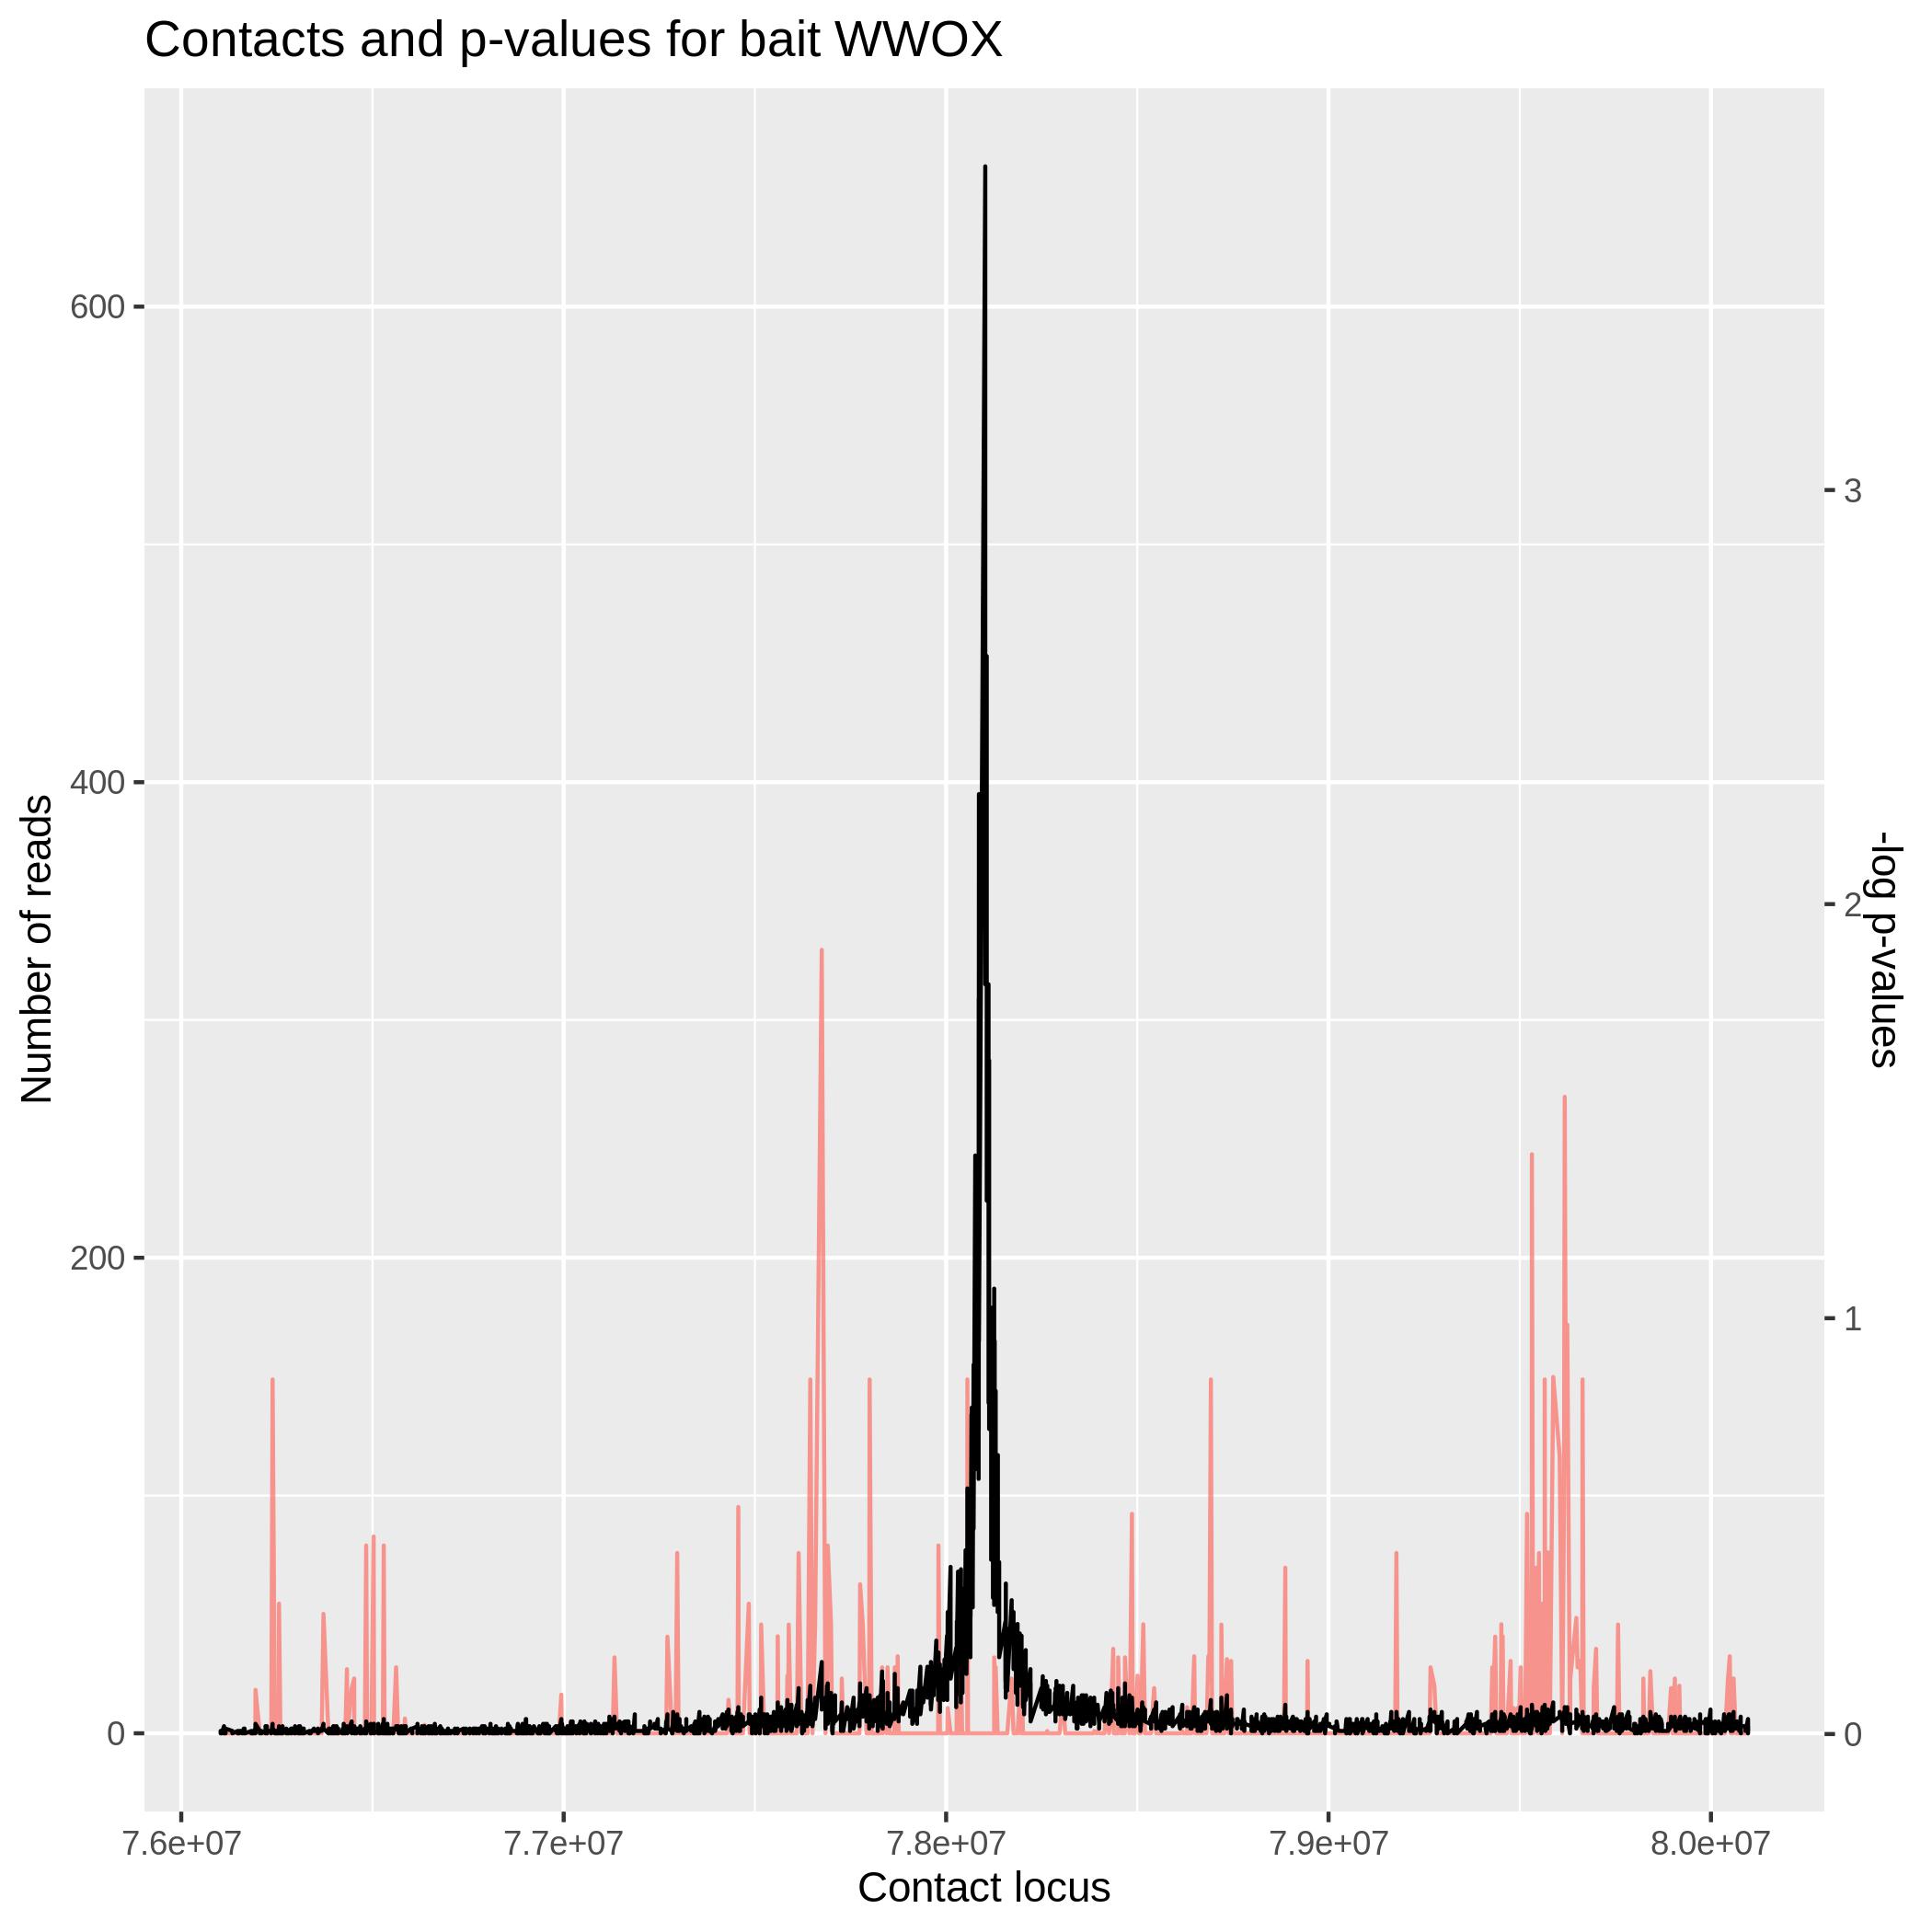 Contacts and p-values for bait WWOX
Number of reads
600
400
200
0
3
2
1
0
-log p-values
7.6e+07
7.7e+07
7.8e+07
7.9e+07
8.0e+07
Contact locus